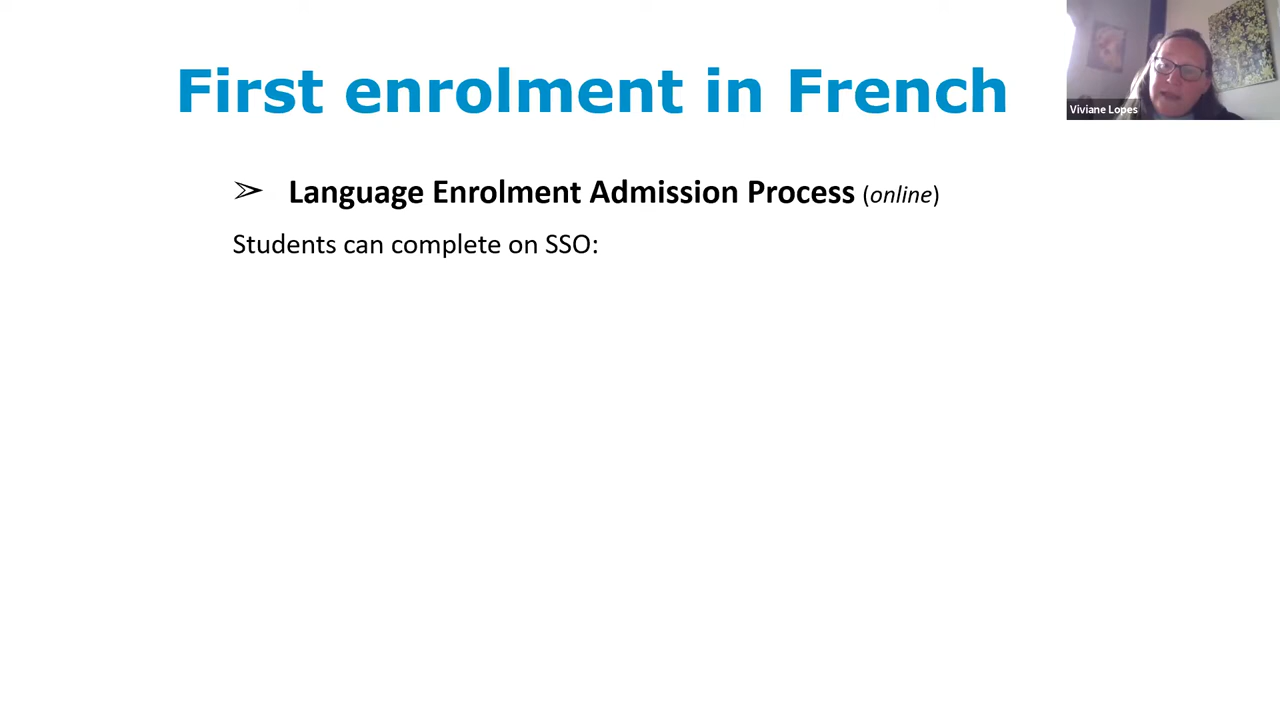 First enrolment in French
Viviane Lopes
➢ Language Enrolment Admission Process (online)
Students can complete on SSO: